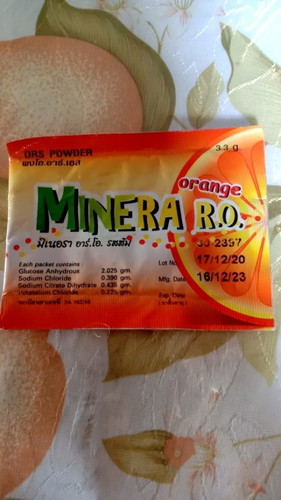 ORS POWDER
ผงโอ.อาร์.เอส
3.3 g
orange
MINERA R.O.
มิเนอรา อาร์.โอ. รสส้ม
Each packet contains
Glucose Anhydrous 2.025 gm.
Sodium Chloride 0.390 gm.
Sodium Citrate Dihydrate 0.435 gm.
Potassium Chloride 0.225 gm.
Lot No
Mfg. Date 17/12/20
Exp. Date 16/12/23